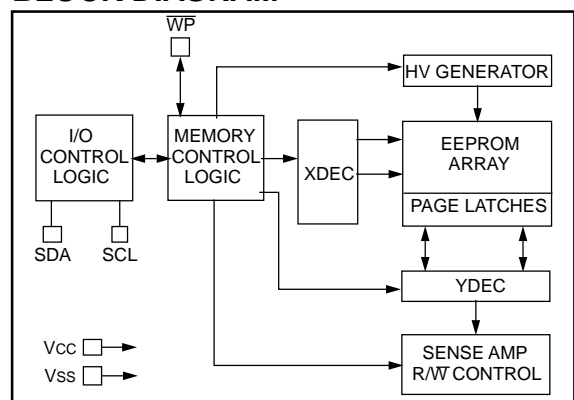 BLOCK DIAGRAM
W̅P̅
HV GENERATOR
I/O
CONTROL
LOGIC
MEMORY
CONTROL
LOGIC
XDEC
EEPROM
ARRAY
PAGE LATCHES
SDA
SCL
YDEC
Vcc
Vss
SENSE AMP
R/W̅ CONTROL